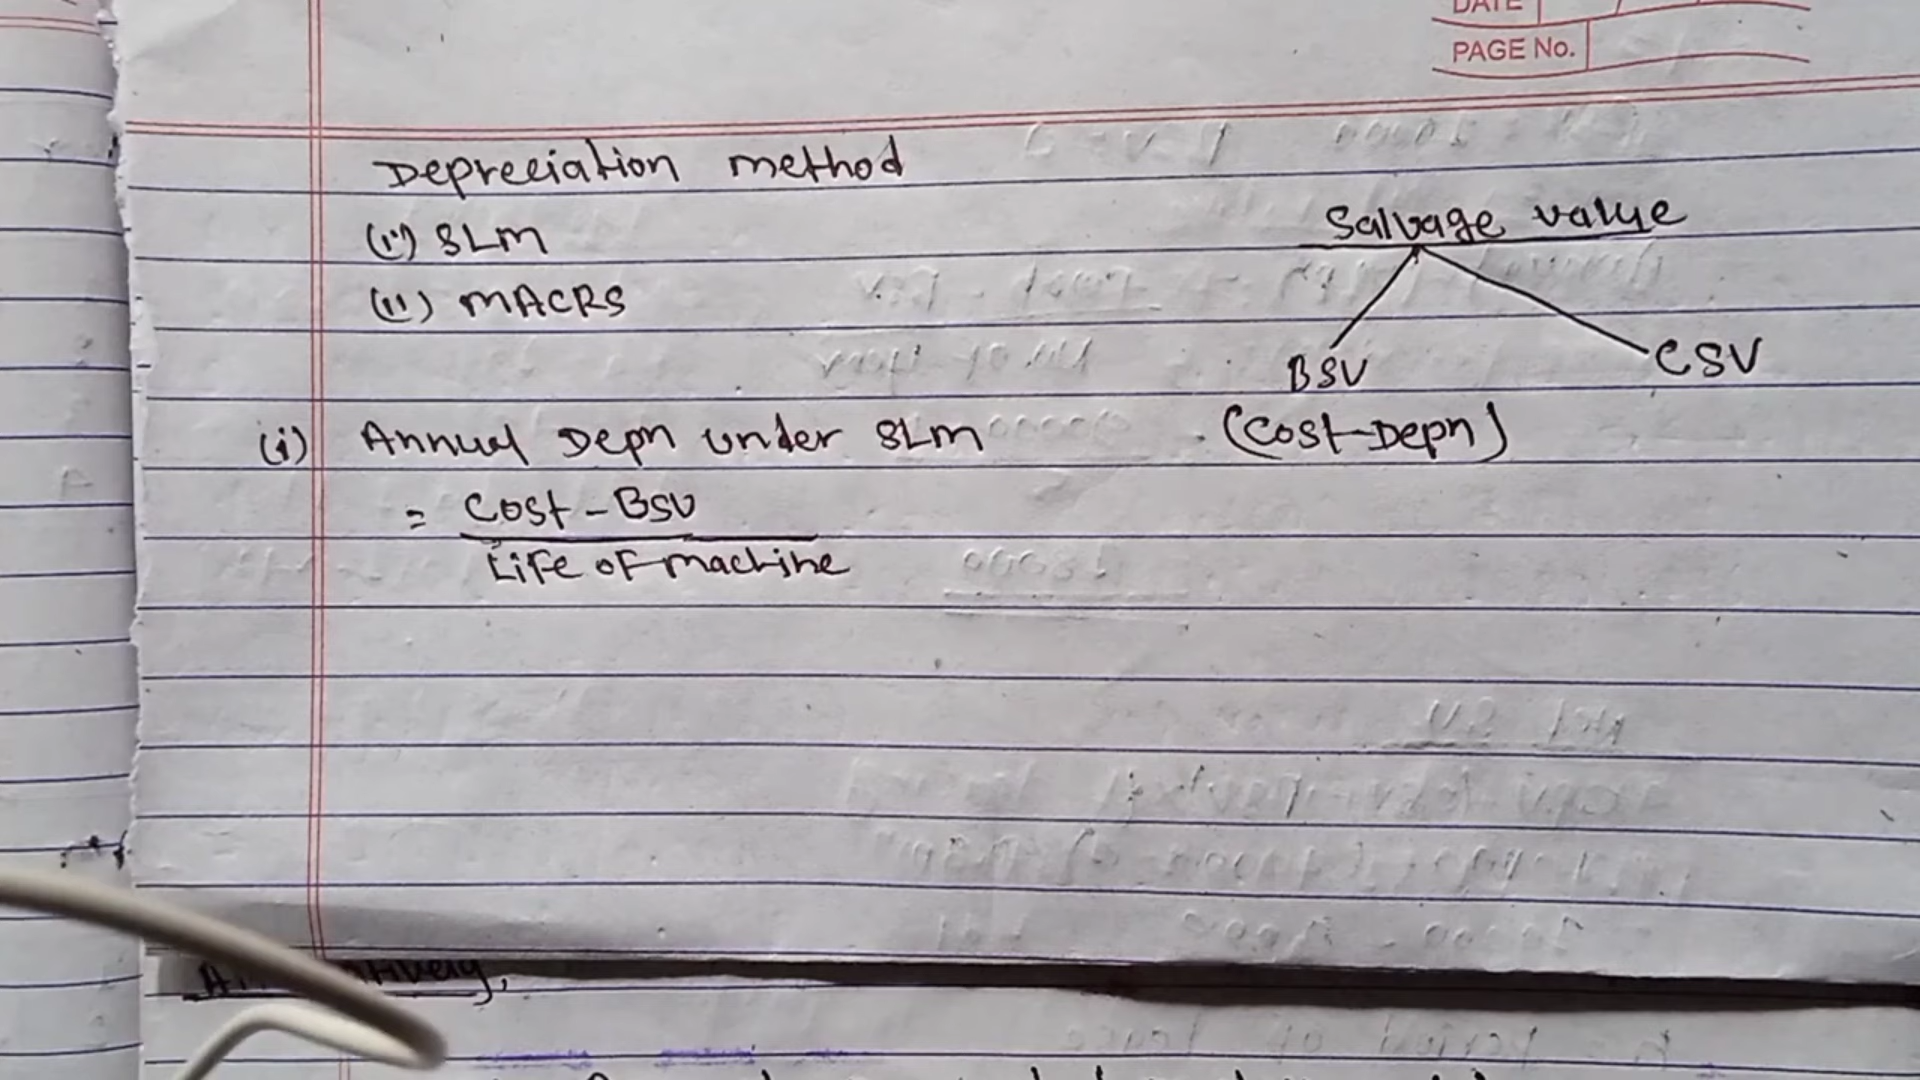 DATE
PAGE No.
Depreciation method
(i) SLM
(ii) MACRS
Salvage value
BSV
CSV
(Cost-Depn)
(i) Annual Depn under SLM
= Cost - BSV
Life of machine